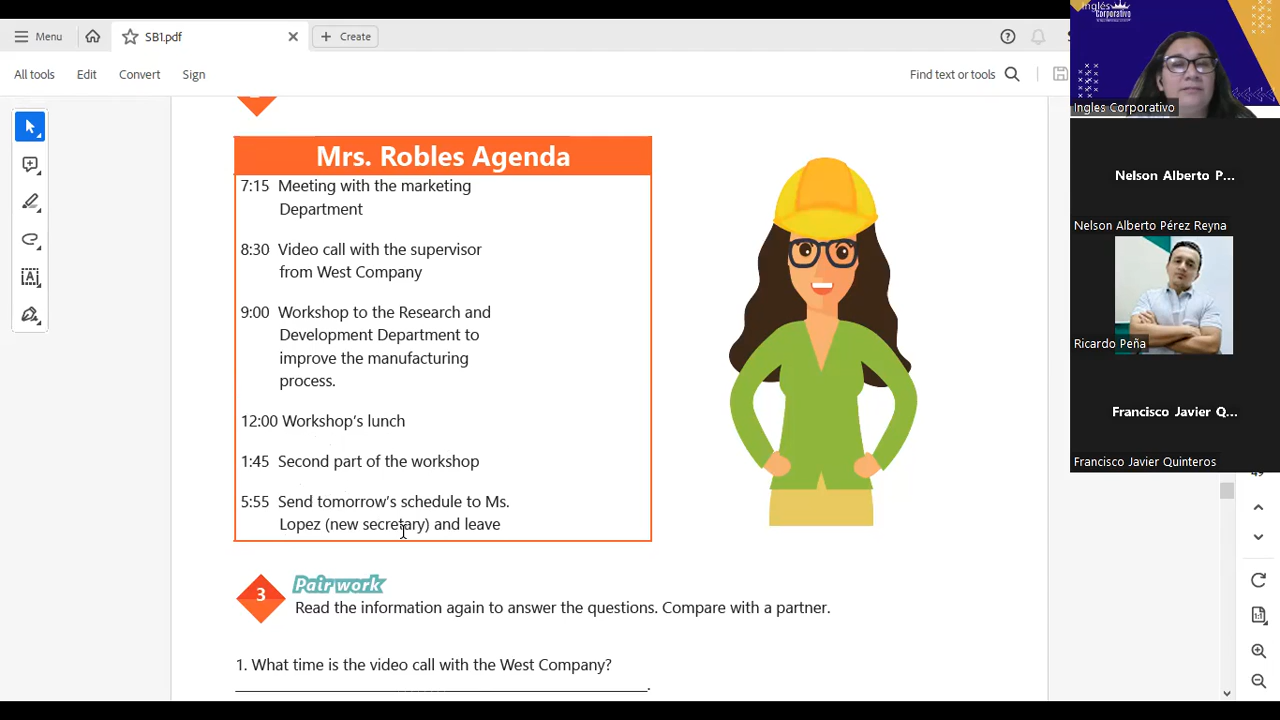 Menu
SB1.pdf
Create
All tools
Edit
Convert
Sign
Find text or tools
Mrs. Robles Agenda
7:15 Meeting with the marketing
Department
8:30 Video call with the supervisor
from West Company
9:00 Workshop to the Research and
Development Department to
improve the manufacturing
process.
12:00 Workshop's lunch
1:45 Second part of the workshop
5:55 Send tomorrow's schedule to Ms.
Lopez (new secretary) and leave
3
Pair work
Read the information again to answer the questions. Compare with a partner.
1. What time is the video call with the West Company?
Inglés
corporativo
Ingles Corporativo
Nelson Alberto P...
Nelson Alberto Pérez Reyna
Ricardo Peña
Francisco Javier Q...
Francisco Javier Quinteros